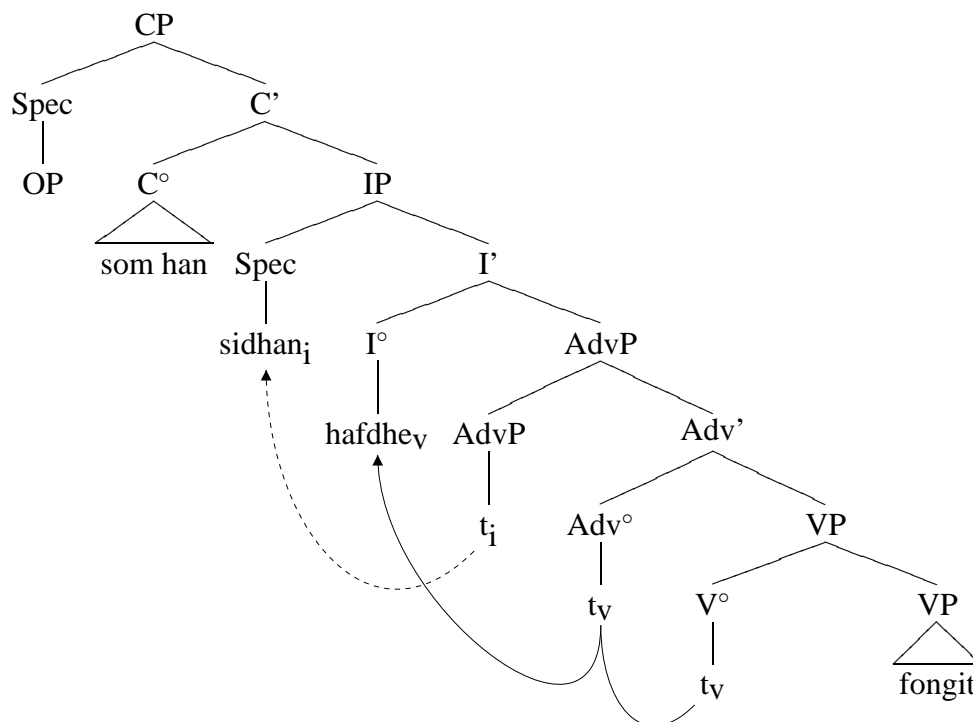 CP
Spec C’
OP C° IP
som han Spec I’
sidhani I° AdvP
hafdhev AdvP Adv’
ti Adv° VP
tv V° VP
tv fongit